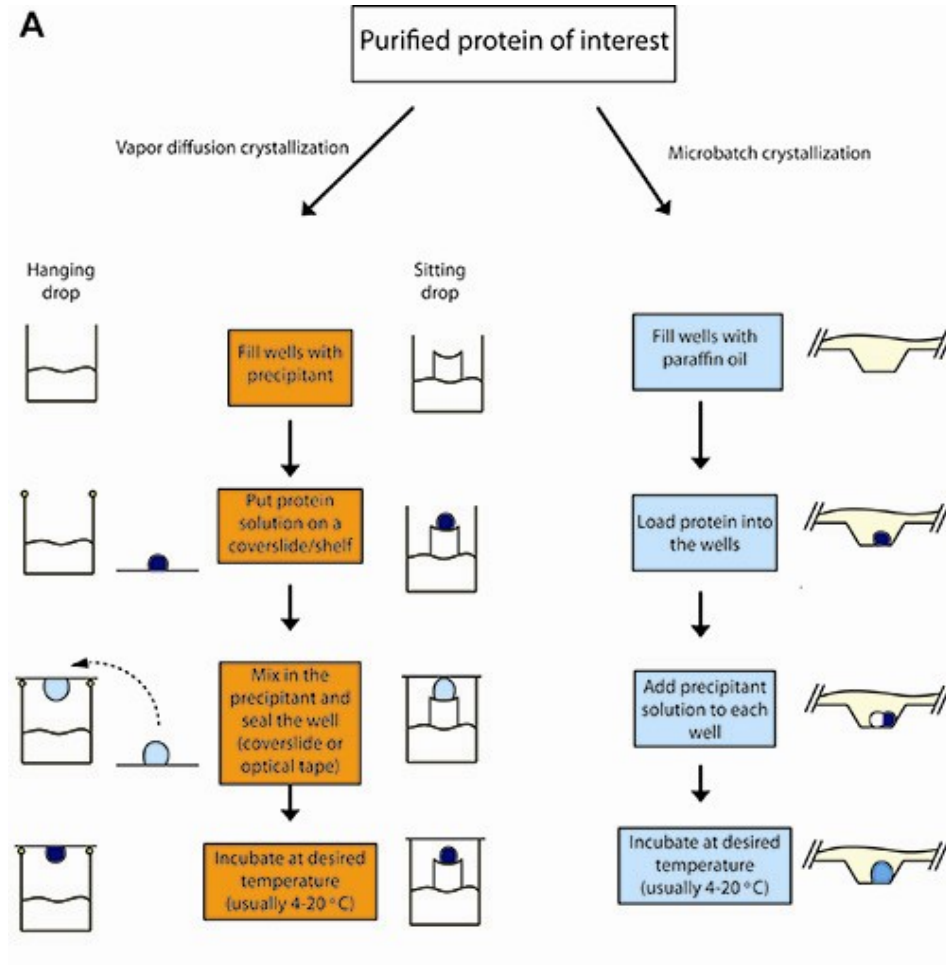 A
Purified protein of interest
Vapor diffusion crystallization
Microbatch crystallization
Hanging
drop
Sitting
drop
Fill wells with
precipitant
Fill wells with
paraffin oil
Put protein
solution on a
coverslide/shelf
Load protein into
the wells
Mix in the
precipitant and
seal the well
(coverslide or
optical tape)
Add precipitant
solution to each
well
Incubate at desired
temperature
(usually 4-20 °C)
Incubate at desired
temperature
(usually 4-20 °C)